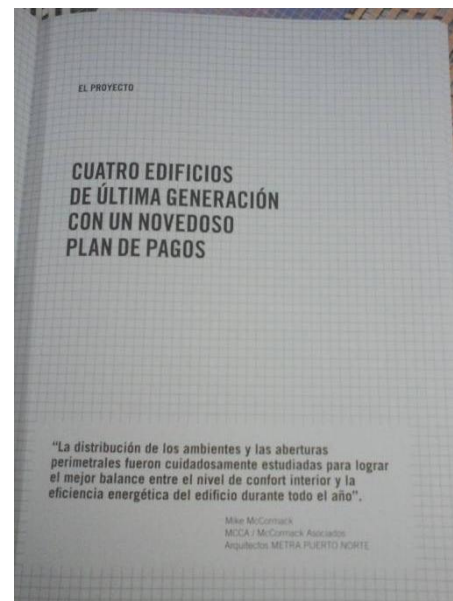 EL PROYECTO
CUATRO EDIFICIOS
DE ÚLTIMA GENERACIÓN
CON UN NOVEDOSO
PLAN DE PAGOS
“La distribución de los ambientes y las aberturas
perimetrales fueron cuidadosamente estudiadas para lograr
el mejor balance entre el nivel de confort interior y la
eficiencia energética del edificio durante todo el año”.
Mike McCormack
MCCA / McCormack Asociados
Arquitectos METRA PUERTO NORTE